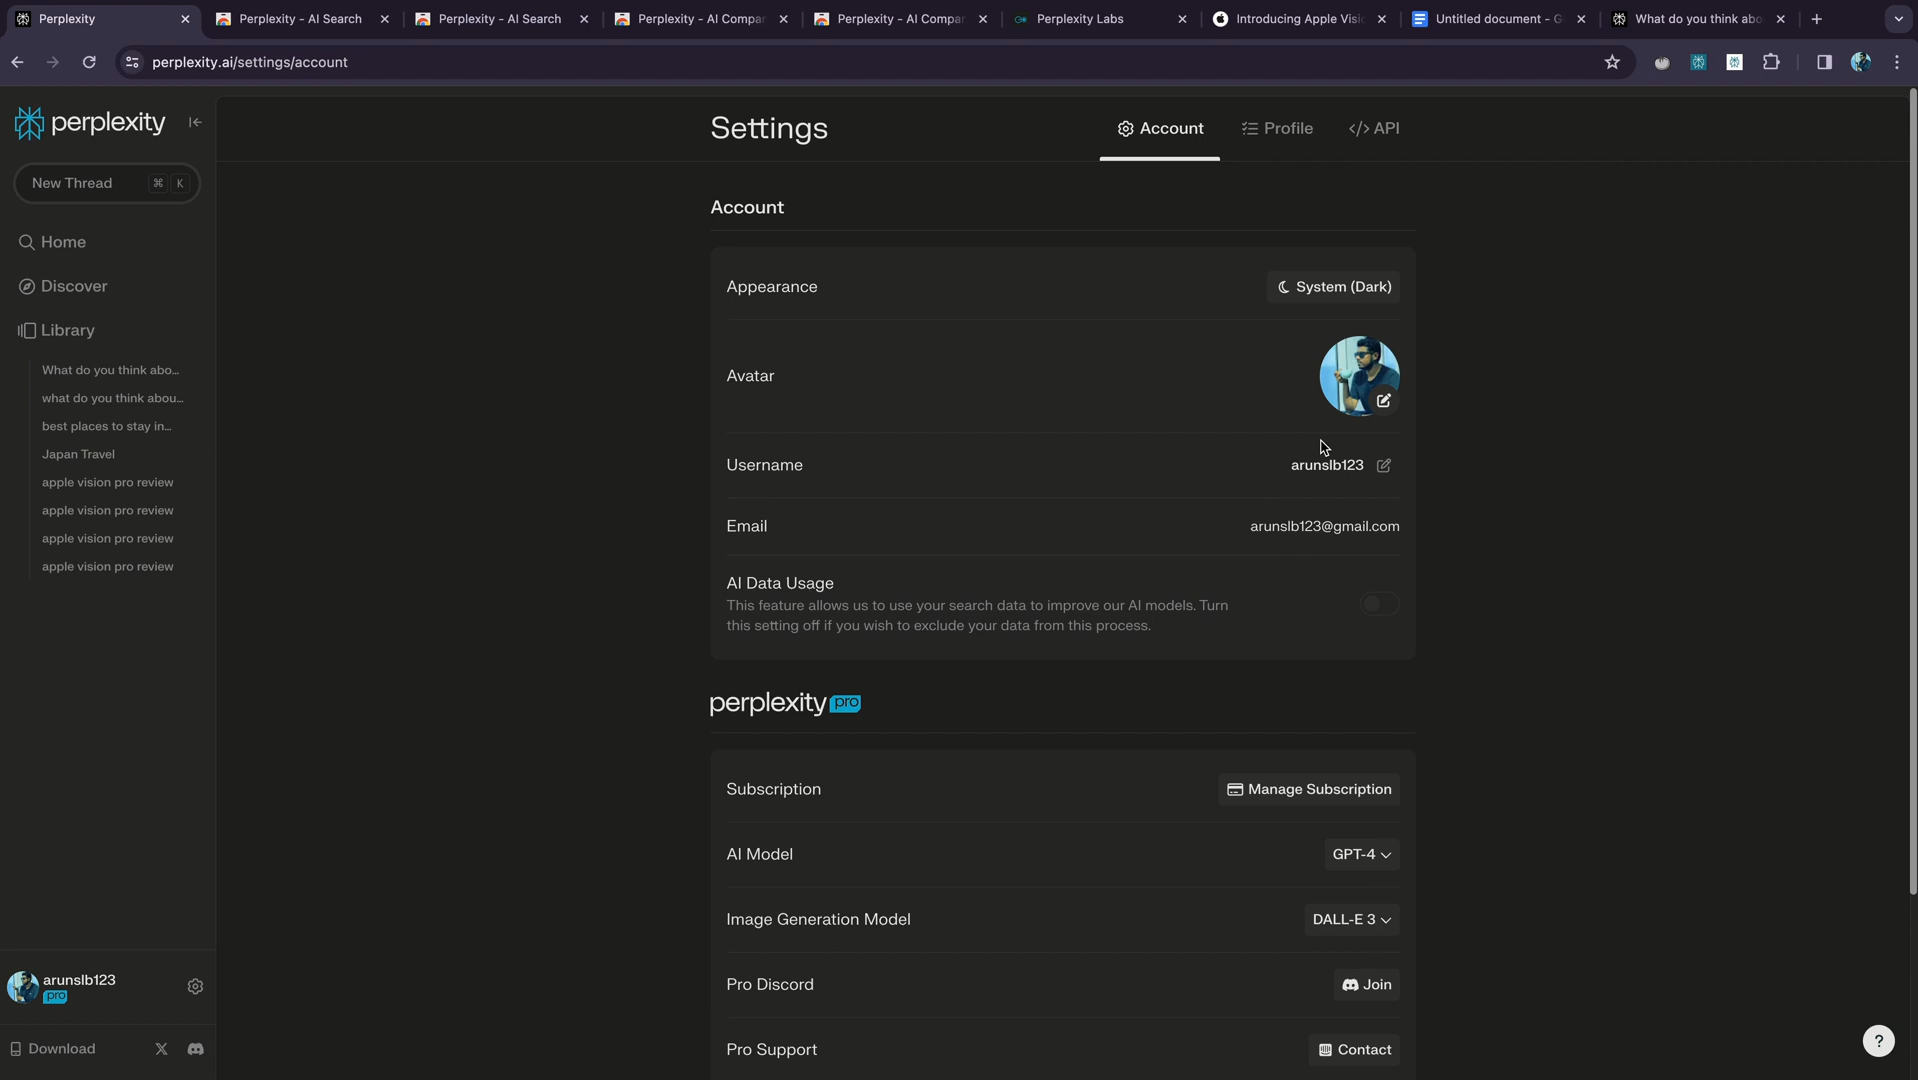 Perplexity
Perplexity - AI Search
Perplexity - AI Search
Perplexity - AI Compar
Perplexity - AI Compar
Perplexity Labs
Introducing Apple Visi
Untitled document - G
What do you think abo
perplexity.ai/settings/account
perplexity
New Thread ⌘ K
Home
Discover
Library
What do you think abo...
what do you think abou...
best places to stay in...
Japan Travel
apple vision pro review
apple vision pro review
apple vision pro review
apple vision pro review
arunslb123
pro
Download
Settings
Account
Profile
</> API
Account
Appearance
System (Dark)
Avatar
Username
arunslb123
Email
arunslb123@gmail.com
AI Data Usage
This feature allows us to use your search data to improve our AI models. Turn
this setting off if you wish to exclude your data from this process.
perplexity pro
Subscription
Manage Subscription
AI Model
GPT-4
Image Generation Model
DALL-E 3
Pro Discord
Join
Pro Support
Contact
?